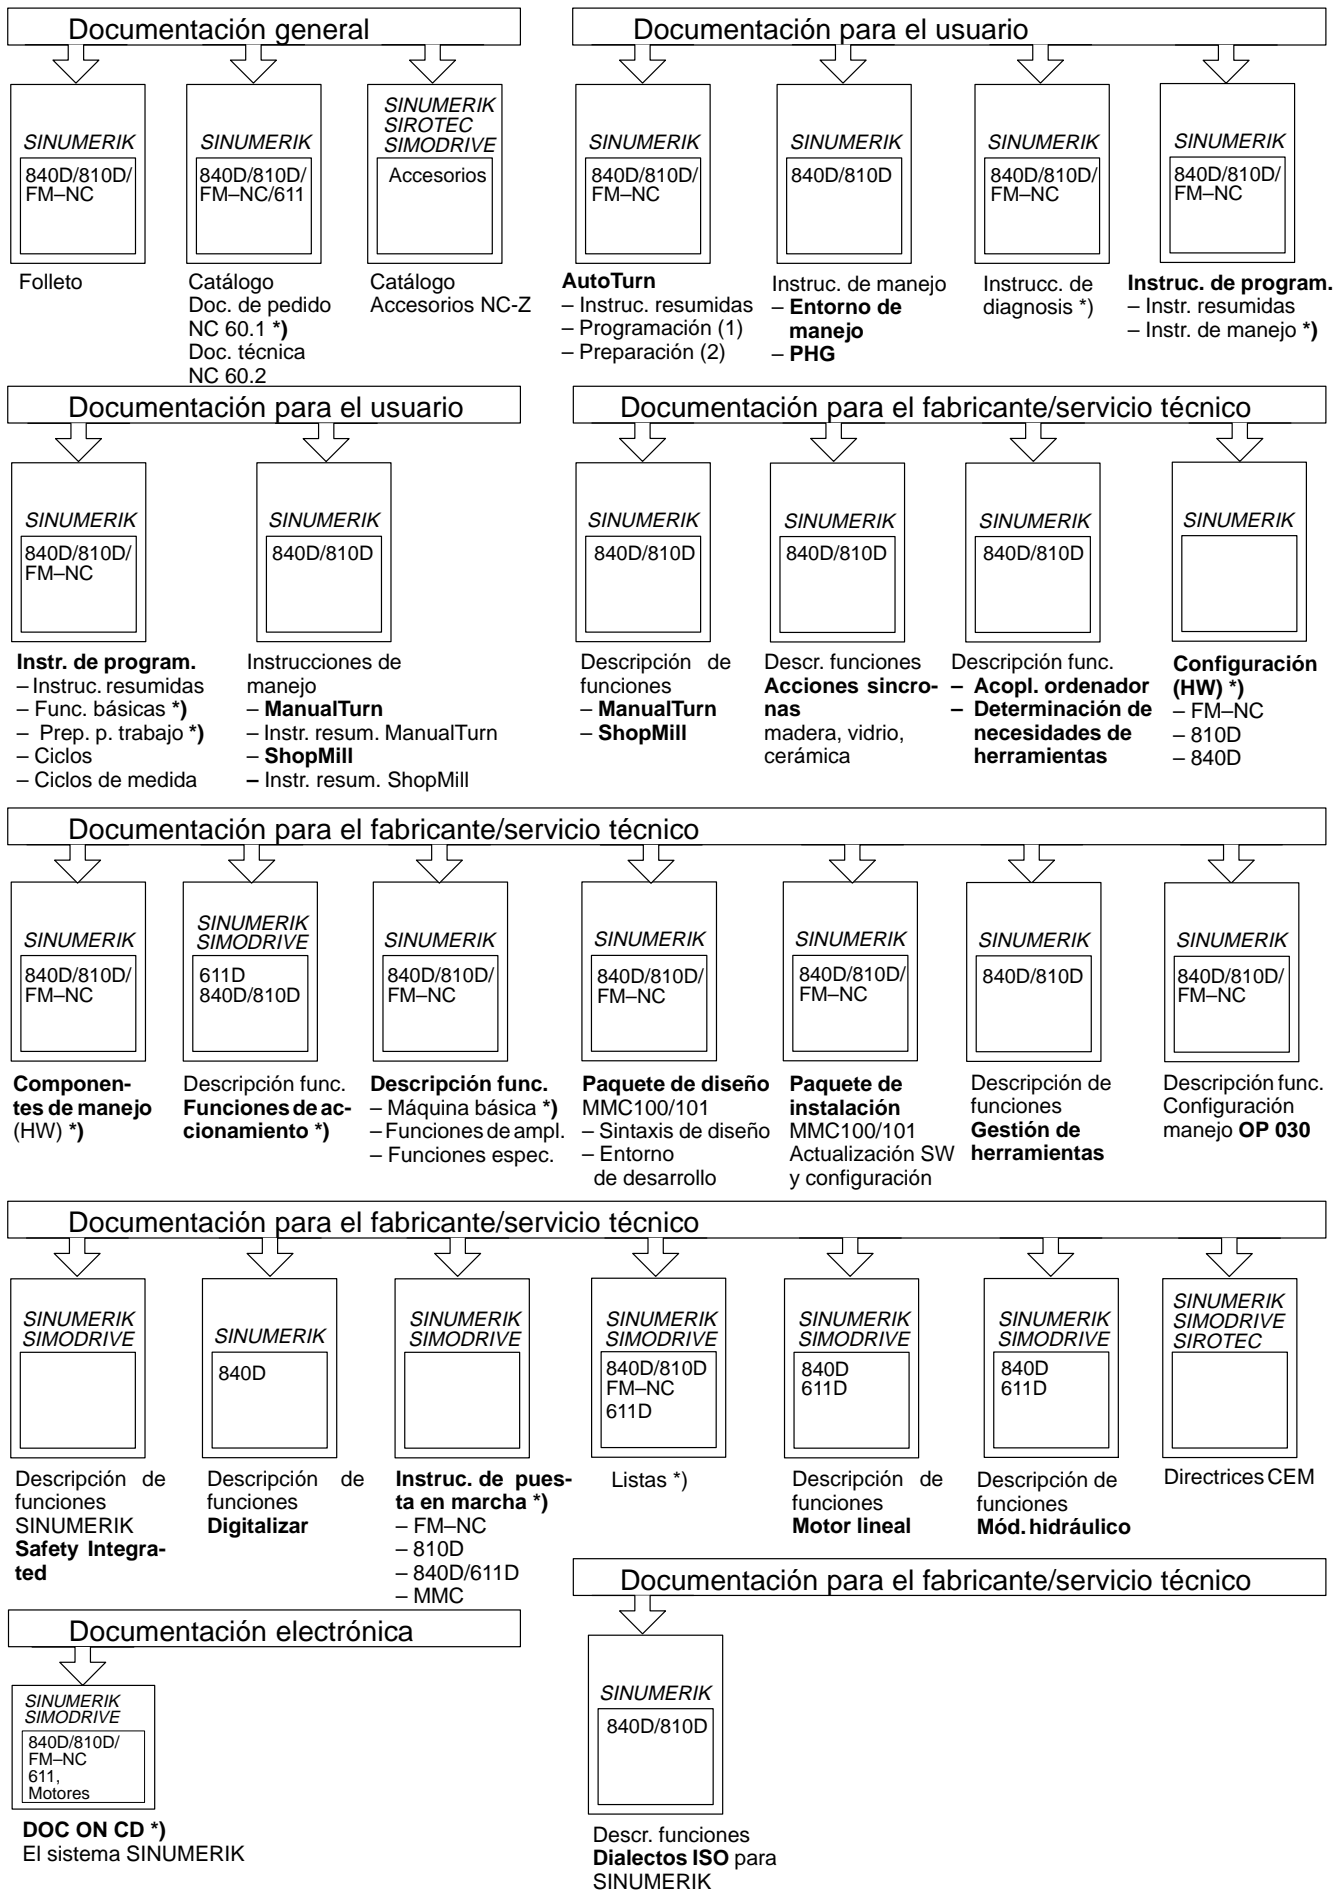 Documentación general
SINUMERIK
840D/810D/
FM–NC
Folleto
SINUMERIK
840D/810D/
FM–NC/611
Catálogo
Doc. de pedido
NC 60.1 *)
Doc. técnica
NC 60.2
SINUMERIK
SIROTEC
SIMODRIVE
Accesorios
Catálogo
Accesorios NC-Z
Documentación para el usuario
SINUMERIK
840D/810D/
FM–NC
AutoTurn
– Instruc. resumidas
– Programación (1)
– Preparación (2)
SINUMERIK
840D/810D
Instruc. de manejo
– Entorno de
manejo
– PHG
SINUMERIK
840D/810D/
FM–NC
Instrucc. de
diagnosis *)
SINUMERIK
840D/810D/
FM–NC
Instruc. de program.
– Instr. resumidas
– Instr. de manejo *)
Documentación para el usuario
SINUMERIK
840D/810D/
FM–NC
Instr. de program.
– Instruc. resumidas
– Func. básicas *)
– Prep. p. trabajo *)
– Ciclos
– Ciclos de medida
SINUMERIK
840D/810D
Instrucciones de
manejo
– ManualTurn
– Instr. resum. ManualTurn
– ShopMill
– Instr. resum. ShopMill
Documentación para el fabricante/servicio técnico
SINUMERIK
840D/810D
Descripción de
funciones
– ManualTurn
– ShopMill
SINUMERIK
840D/810D
Descr. funciones
Acciones sincro-
nas
madera, vidrio,
cerámica
SINUMERIK
840D/810D
Descripción func.
– Acopl. ordenador
– Determinación de
necesidades de
herramientas
SINUMERIK
Configuración
(HW) *)
– FM–NC
– 810D
– 840D
Documentación para el fabricante/servicio técnico
SINUMERIK
840D/810D/
FM–NC
Componen-
tes de manejo
(HW) *)
SINUMERIK
SIMODRIVE
611D
840D/810D
Descripción func.
Funciones de ac-
cionamiento *)
SINUMERIK
840D/810D/
FM–NC
Descripción func.
– Máquina básica *)
– Funciones de ampl.
– Funciones espec.
SINUMERIK
840D/810D/
FM–NC
Paquete de diseño
MMC100/101
– Sintaxis de diseño
– Entorno
de desarrollo
SINUMERIK
840D/810D/
FM–NC
Paquete de
instalación
MMC100/101
Actualización SW
y configuración
SINUMERIK
840D/810D
Descripción de
funciones
Gestión de
herramientas
SINUMERIK
840D/810D/
FM–NC
Descripción func.
Configuración
manejo OP 030
Documentación para el fabricante/servicio técnico
SINUMERIK
SIMODRIVE
Descripción de
funciones
SINUMERIK
Safety Integra-
ted
SINUMERIK
840D
Descripción de
funciones
Digitalizar
SINUMERIK
SIMODRIVE
Instruc. de pues-
ta en marcha *)
– FM–NC
– 810D
– 840D/611D
– MMC
SINUMERIK
SIMODRIVE
840D/810D
FM–NC
611D
Listas *)
SINUMERIK
SIMODRIVE
840D
611D
Descripción de
funciones
Motor lineal
SINUMERIK
SIMODRIVE
840D
611D
Descripción de
funciones
Mód. hidráulico
SINUMERIK
SIMODRIVE
SIROTEC
Directrices CEM
Documentación electrónica
SINUMERIK
SIMODRIVE
840D/810D/
FM–NC
611,
Motores
DOC ON CD *)
El sistema SINUMERIK
Documentación para el fabricante/servicio técnico
SINUMERIK
840D/810D
Descr. funciones
Dialectos ISO para
SINUMERIK